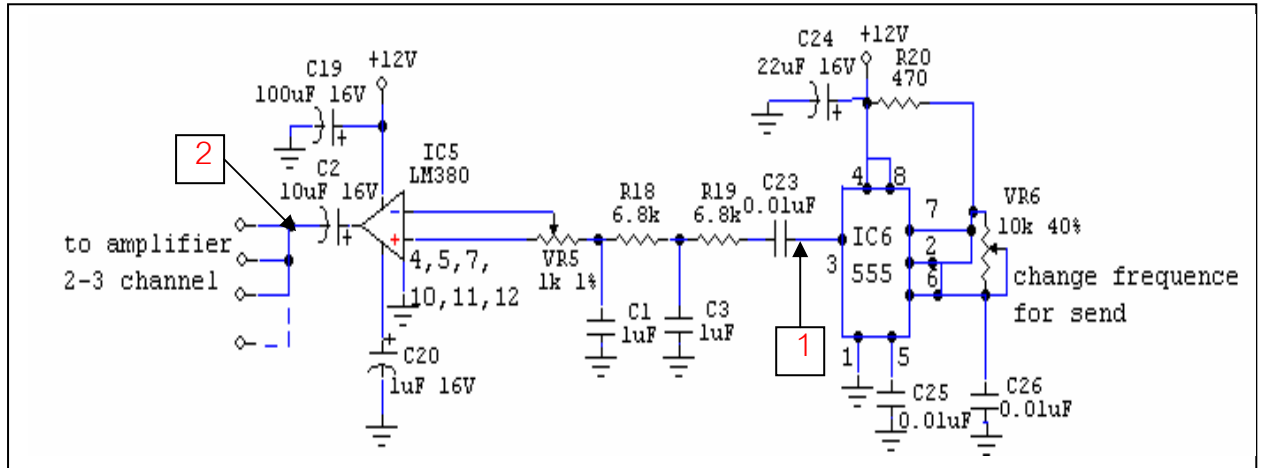 C24
+12V
R20
470
22uF 16V
C19
+12V
100uF 16V
2
C2
10uF 16V
IC5
LM380
R18
6.8k
R19
6.8k
C23
0.01uF
4
8
7
VR6
10k 40%
-
+
to amplifier
2-3 channel
4,5,7,
10,11,12
VR5
1k 1%
3
IC6
555
2
6
change frequence
for send
C1
1uF
C3
1uF
1
1
5
C20
1uF 16V
C25
0.01uF
C26
0.01uF
+
+
+
+